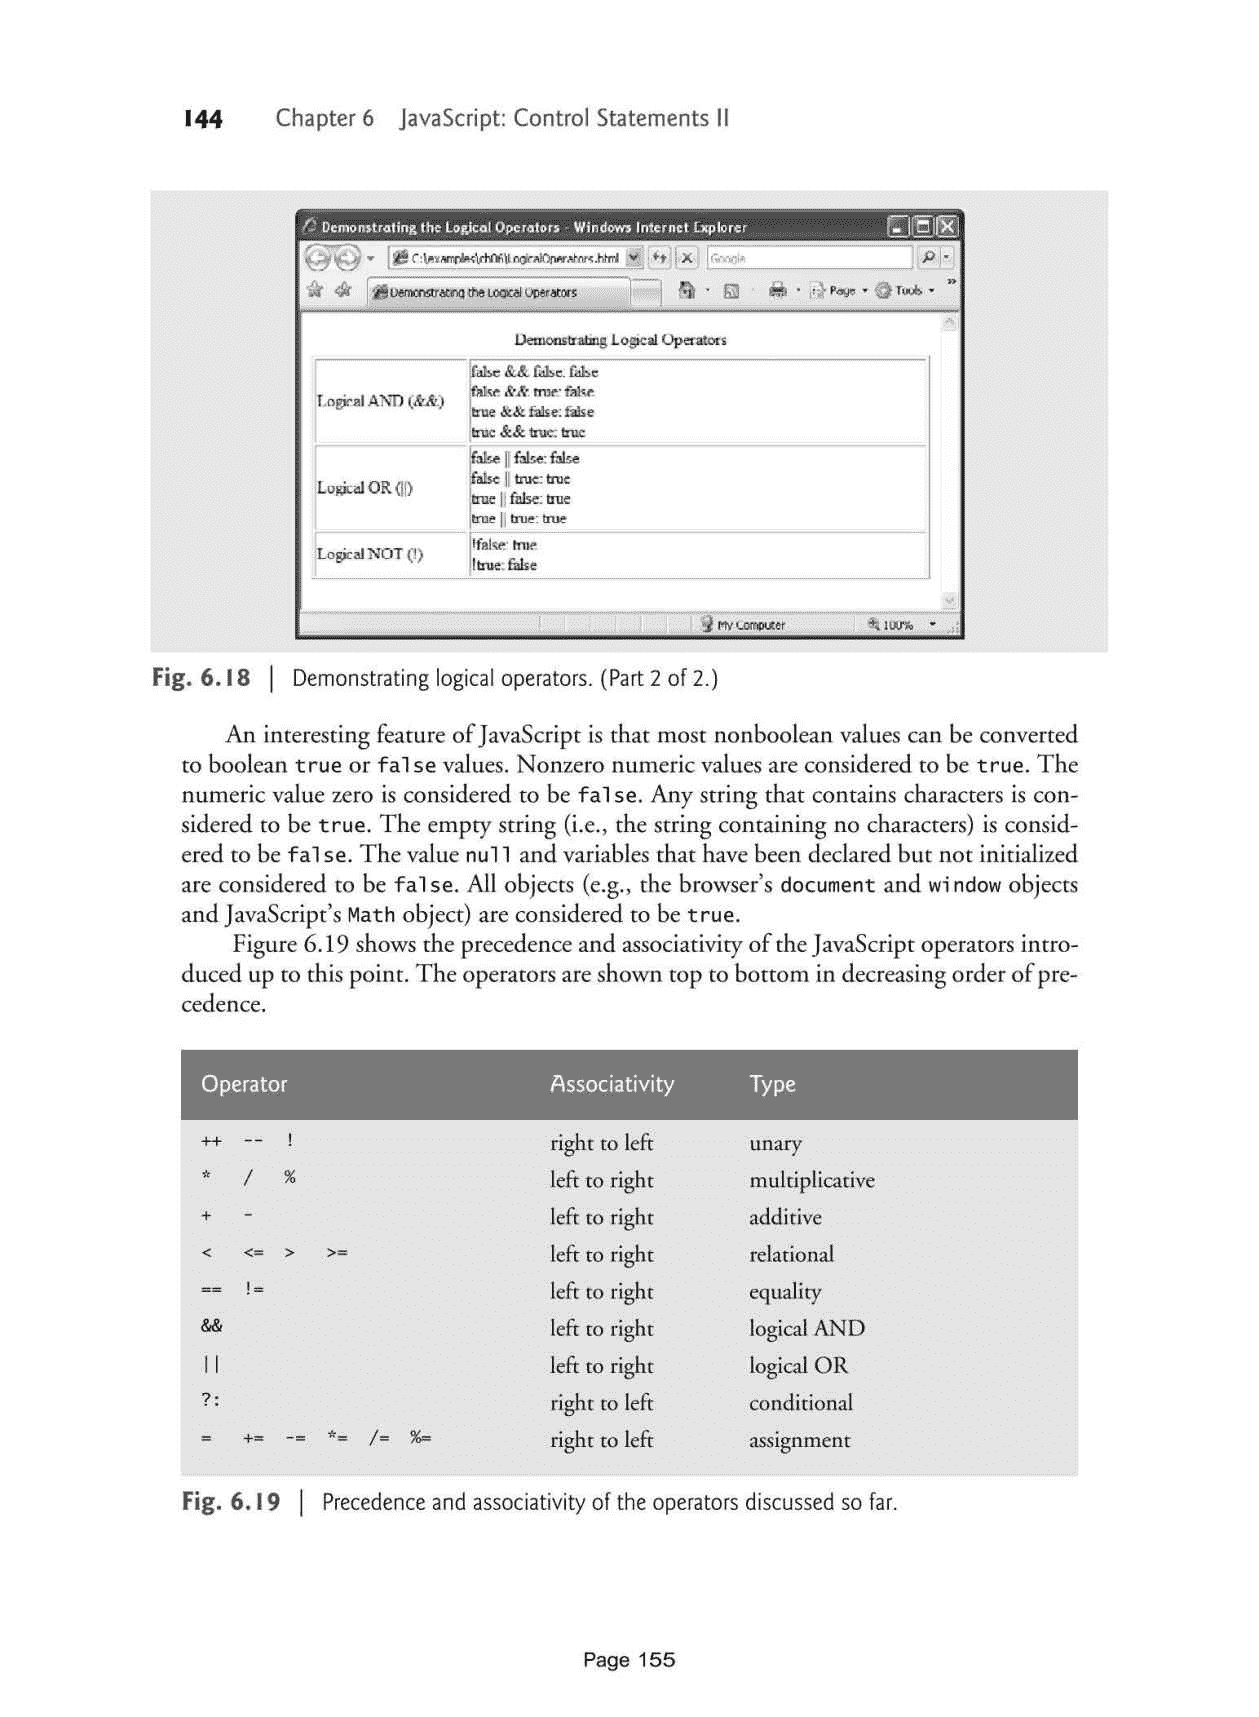 144 Chapter 6 JavaScript: Control Statements II
Demonstrating the Logical Operators - Windows Internet Explorer
C:\examples\ch06\LogicalOperators.html Google
Demonstrating the Logical Operators Page Tools »
Demonstrating Logical Operators
Logical AND (&&)
false && false: false
false && true: false
true && false: false
true && true: true
Logical OR (||)
false || false: false
false || true: true
true || false: true
true || true: true
Logical NOT (!)
!false: true
!true: false
My Computer 100%
Fig. 6.18 | Demonstrating logical operators. (Part 2 of 2.)
An interesting feature of JavaScript is that most nonboolean values can be converted
to boolean true or false values. Nonzero numeric values are considered to be true. The
numeric value zero is considered to be false. Any string that contains characters is con-
sidered to be true. The empty string (i.e., the string containing no characters) is consid-
ered to be false. The value null and variables that have been declared but not initialized
are considered to be false. All objects (e.g., the browser’s document and window objects
and JavaScript’s Math object) are considered to be true.
Figure 6.19 shows the precedence and associativity of the JavaScript operators intro-
duced up to this point. The operators are shown top to bottom in decreasing order of pre-
cedence.
Operator Associativity Type
++ -- ! right to left unary
* / % left to right multiplicative
+ - left to right additive
< <= > >= left to right relational
== != left to right equality
&& left to right logical AND
|| left to right logical OR
?: right to left conditional
= += -= *= /= %= right to left assignment
Fig. 6.19 | Precedence and associativity of the operators discussed so far.
Page 155